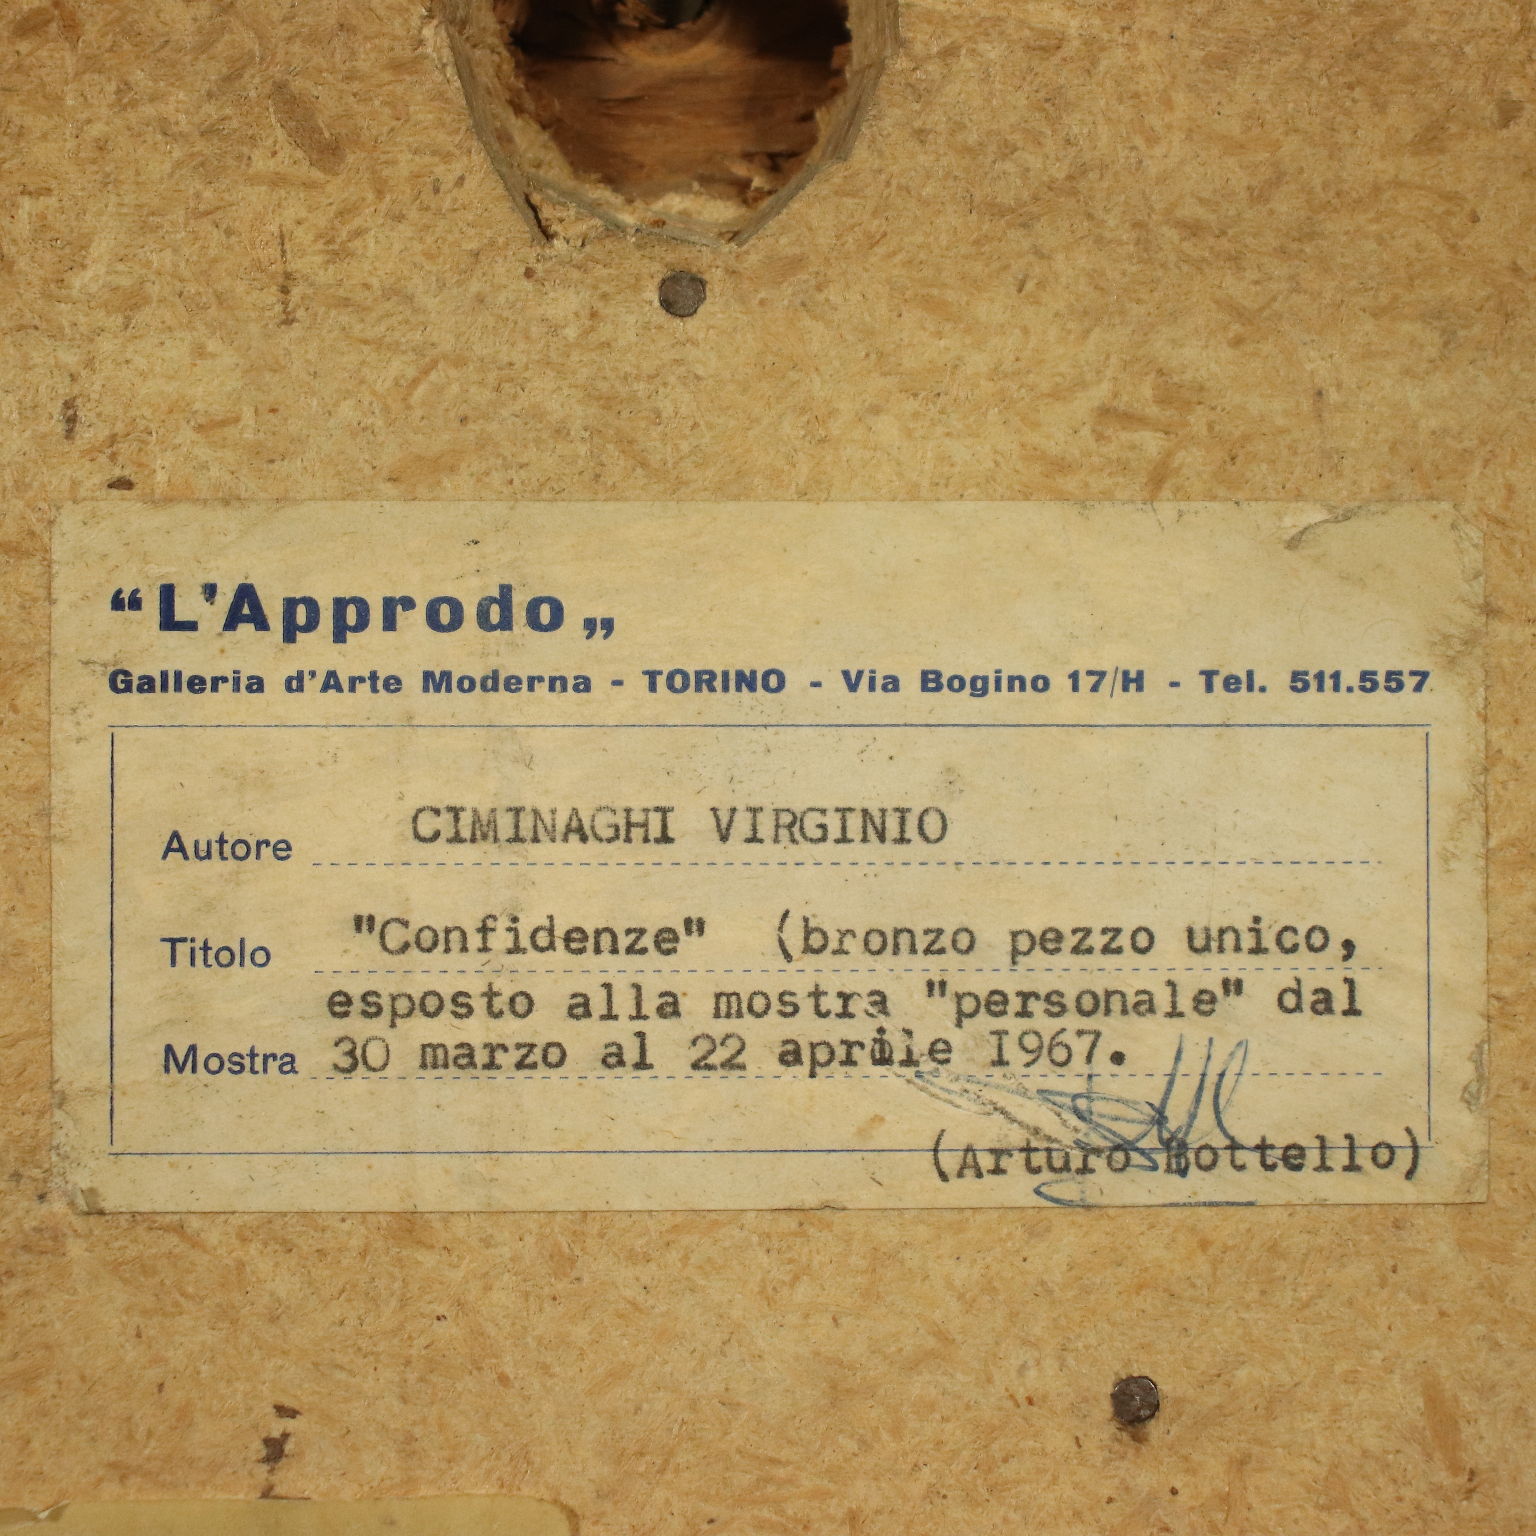 “L'Approdo„
Galleria d'Arte Moderna - TORINO - Via Bogino 17/H - Tel. 511.557
Autore CIMINAGHI VIRGINIO
Titolo "Confidenze" (bronzo pezzo unico,
esposto alla mostra "personale" dal
Mostra 30 marzo al 22 aprile I967.
(Arturo Bottello)